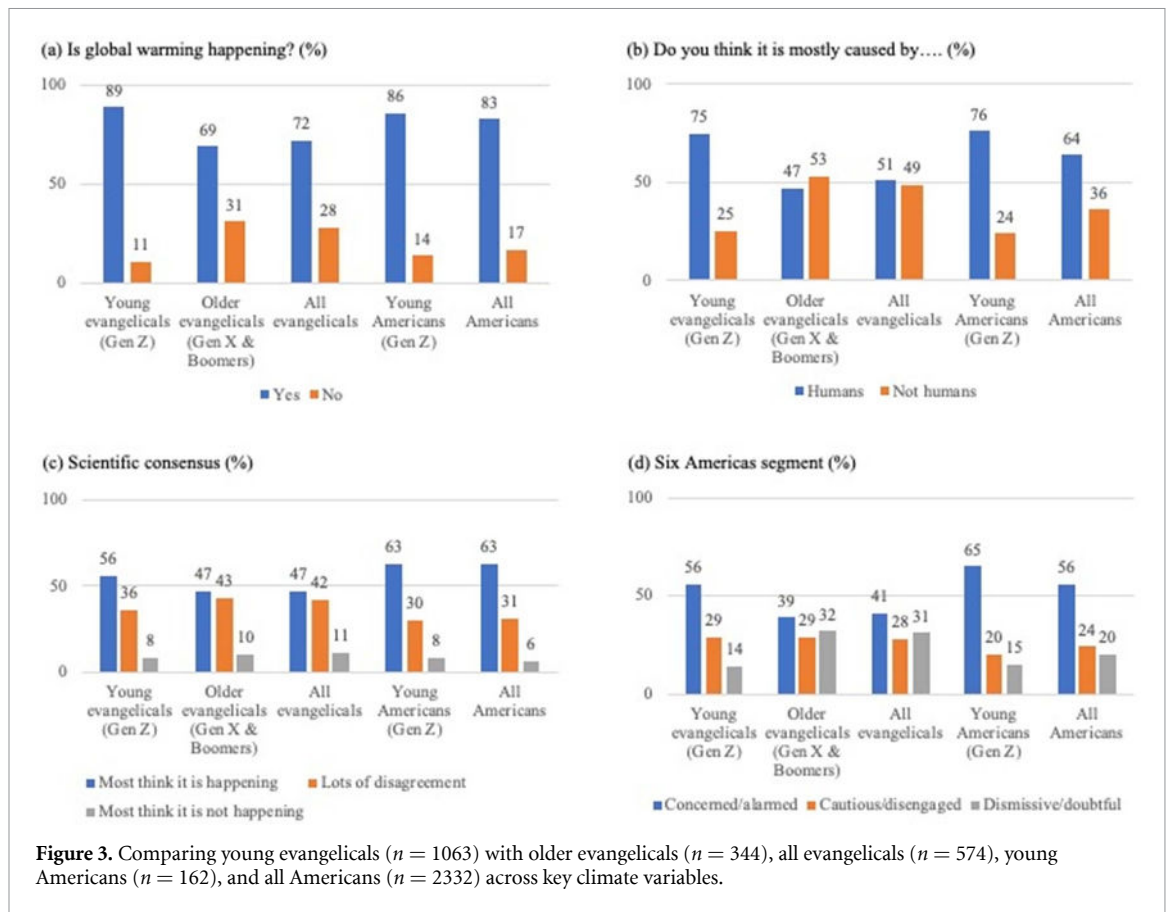 (a) Is global warming happening? (%)
100
50
0
89
11
69
31
72
28
86
14
83
17
Young evangelicals (Gen Z)
Older evangelicals (Gen X & Boomers)
All evangelicals
Young Americans (Gen Z)
All Americans
Yes No
(b) Do you think it is mostly caused by…. (%)
100
50
0
75
25
47
53
51
49
76
24
64
36
Young evangelicals (Gen Z)
Older evangelicals (Gen X & Boomers)
All evangelicals
Young Americans (Gen Z)
All Americans
Humans Not humans
(c) Scientific consensus (%)
100
50
0
56
36
8
47
43
10
47
42
11
63
30
8
63
31
6
Young evangelicals (Gen Z)
Older evangelicals (Gen X & Boomers)
All evangelicals
Young Americans (Gen Z)
All Americans
Most think it is happening Lots of disagreement
Most think it is not happening
(d) Six Americas segment (%)
100
50
0
56
29
14
39
29
32
41
28
31
65
20
15
56
24
20
Young evangelicals (Gen Z)
Older evangelicals (Gen X & Boomers)
All evangelicals
Young Americans (Gen Z)
All Americans
Concerned/alarmed Cautious/disengaged Dismissive/doubtful
Figure 3. Comparing young evangelicals (n = 1063) with older evangelicals (n = 344), all evangelicals (n = 574), young
Americans (n = 162), and all Americans (n = 2332) across key climate variables.